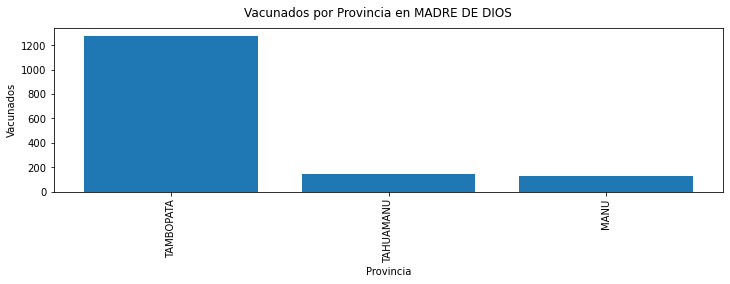 Vacunados por Provincia en MADRE DE DIOS
1200
1000
800
600
400
200
0
Vacunados
TAMBOPATA
TAHUAMANU
MANU
Provincia